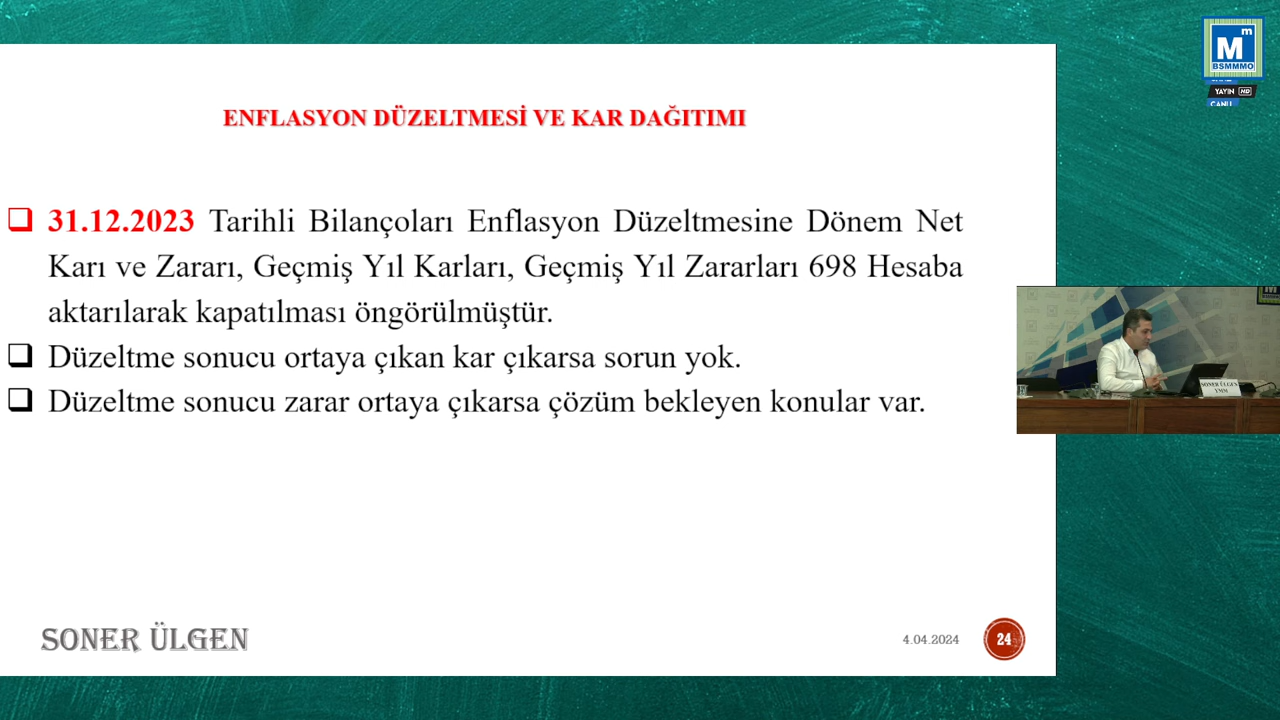 M m
BSMMMO
YAYIN HD
CANLI
ENFLASYON DÜZELTMESİ VE KAR DAĞITIMI
31.12.2023 Tarihli Bilançoları Enflasyon Düzeltmesine Dönem Net
Karı ve Zararı, Geçmiş Yıl Karları, Geçmiş Yıl Zararları 698 Hesaba
aktarılarak kapatılması öngörülmüştür.
Düzeltme sonucu ortaya çıkan kar çıkarsa sorun yok.
Düzeltme sonucu zarar ortaya çıkarsa çözüm bekleyen konular var.
SONER ÜLGEN
YMM
SONER ÜLGEN
4.04.2024
24